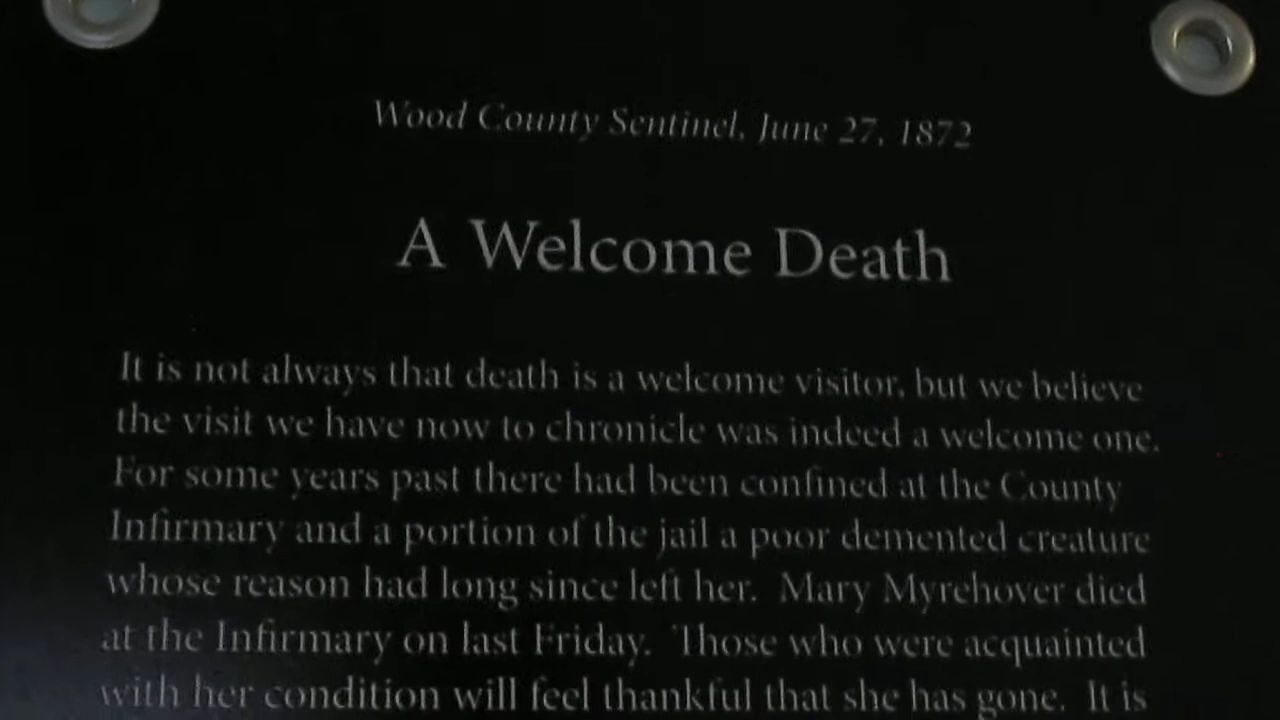 Wood County Sentinel, June 27, 1872
A Welcome Death
It is not always that death is a welcome visitor, but we believe
the visit we have now to chronicle was indeed a welcome one.
For some years past there had been confined at the County
Infirmary and a portion of the jail a poor demented creature
whose reason had long since left her. Mary Myrehover died
at the Infirmary on last Friday. Those who were acquainted
with her condition will feel thankful that she has gone. It is